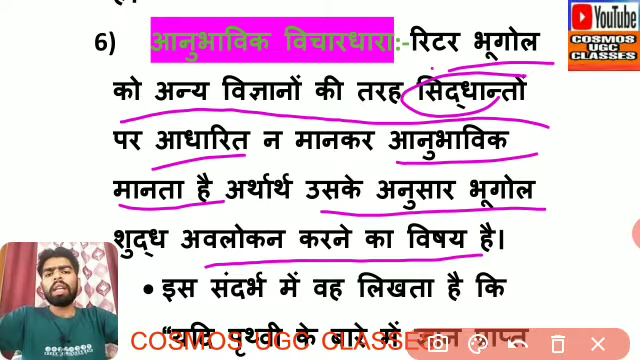 YouTube
COSMOS
UGC
CLASSES
6) आनुभाविक विचारधारा:-रिटर भूगोल
को अन्य विज्ञानों की तरह सिद्धान्तो
पर आधारित न मानकर आनुभाविक
मानता है अर्थार्थ उसके अनुसार भूगोल
शुद्ध अवलोकन करने का विषय है।
• इस संदर्भ में वह लिखता है कि
"यदि पृथ्वी के बारे में ज्ञान प्राप्त
COSMOS UGC CLASSES